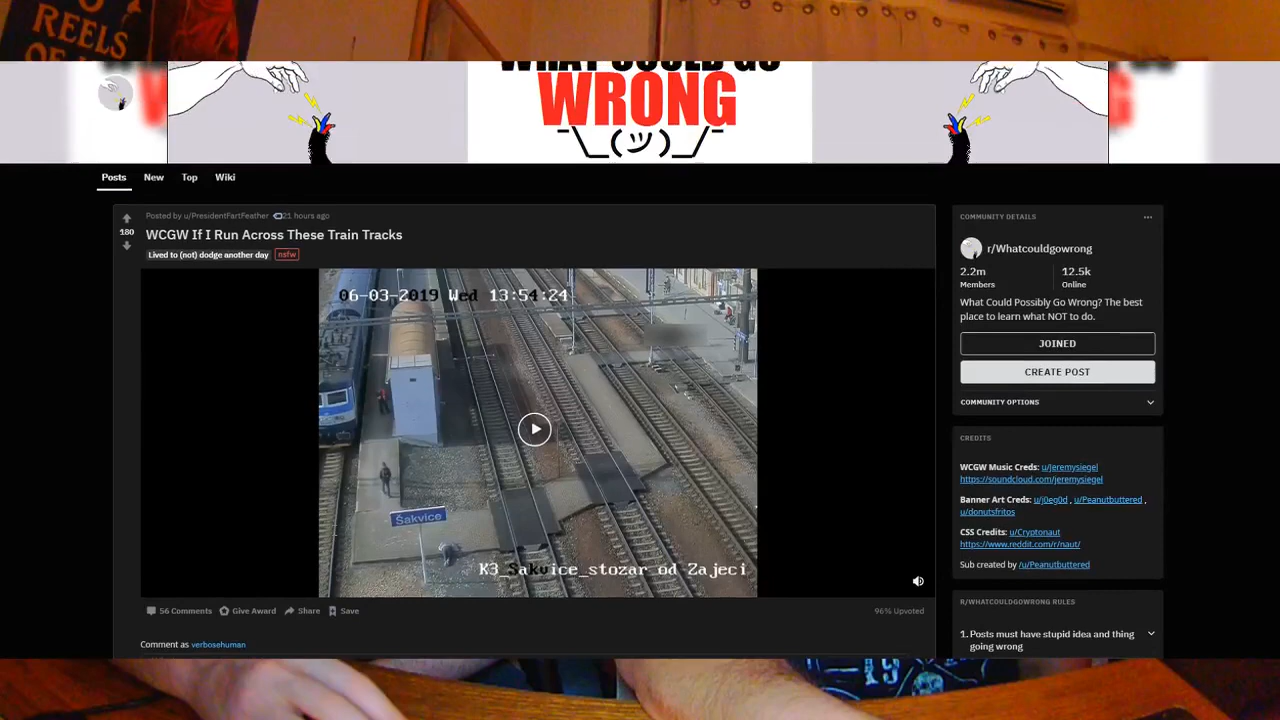 REELS
OF
WHAT COULD GO
WRONG
¯\_(ツ)_/¯
Posts New Top Wiki
Posted by u/PresidentFartFeather 21 hours ago
180
WCGW If I Run Across These Train Tracks
Lived to (not) dodge another day nsfw
06-03-2019 Wed 13:54:24
Šakvice
K3_Sakvice_stozar_od Zajeci
56 Comments Give Award Share Save 96% Upvoted
Comment as verbosehuman
COMMUNITY DETAILS
r/Whatcouldgowrong
2.2m 12.5k
Members Online
What Could Possibly Go Wrong? The best
place to learn what NOT to do.
JOINED
CREATE POST
COMMUNITY OPTIONS
CREDITS
WCGW Music Creds: u/Jeremysiegel
https://soundcloud.com/jeremysiegel
Banner Art Creds: u/j0eg0d , u/Peanutbuttered ,
u/donutsfritos
CSS Credits: u/Cryptonaut
https://www.reddit.com/r/naut/
Sub created by /u/Peanutbuttered
R/WHATCOULDGOWRONG RULES
1. Posts must have stupid idea and thing
going wrong
19